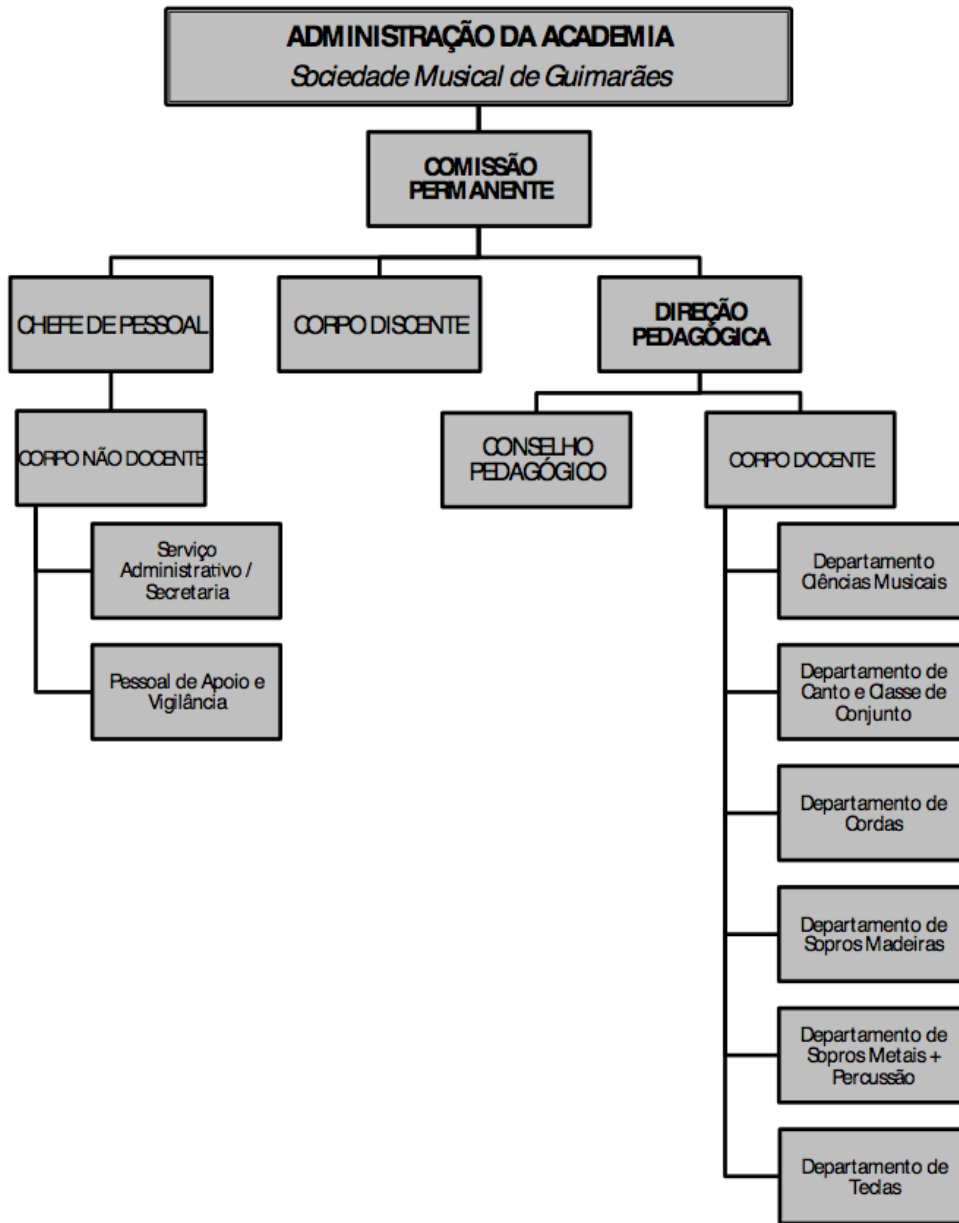 ADMINISTRAÇÃO DA ACADEMIA
Sociedade Musical de Guimarães
COMISSÃO
PERMANENTE
CHEFE DE PESSOAL
CORPO DISCENTE
DIREÇÃO
PEDAGÓGICA
CORPO NÃO DOCENTE
CONSELHO
PEDAGÓGICO
CORPO DOCENTE
Serviço
Administrativo /
Secretaria
Pessoal de Apoio e
Vigilância
Departamento
Ciências Musicais
Departamento de
Canto e Classe de
Conjunto
Departamento de
Cordas
Departamento de
Sopros Madeiras
Departamento de
Sopros Metais +
Percussão
Departamento de
Teclas